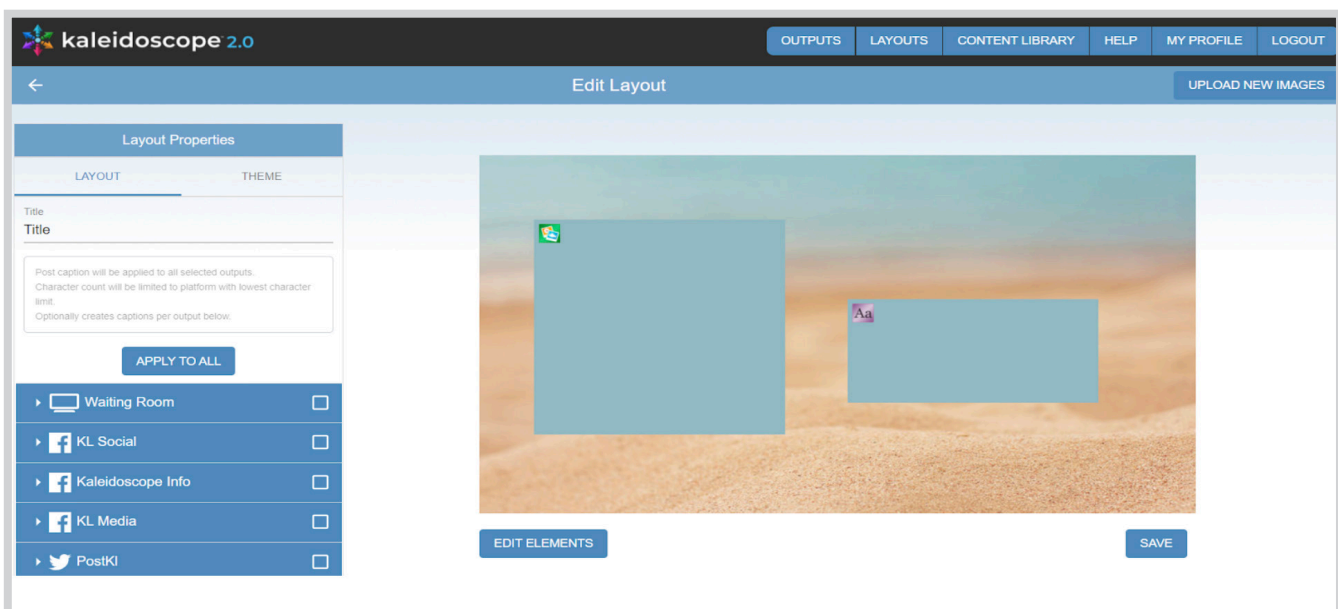 kaleidoscope 2.0
OUTPUTS LAYOUTS CONTENT LIBRARY HELP MY PROFILE LOGOUT
Edit Layout
UPLOAD NEW IMAGES
Layout Properties
LAYOUT THEME
Title
Title
Post caption will be applied to all selected outputs.
Character count will be limited to platform with lowest character
limit
Optionally creates captions per output below.
APPLY TO ALL
Waiting Room
KL Social
Kaleidoscope Info
KL Media
PostKl
Aa
EDIT ELEMENTS
SAVE